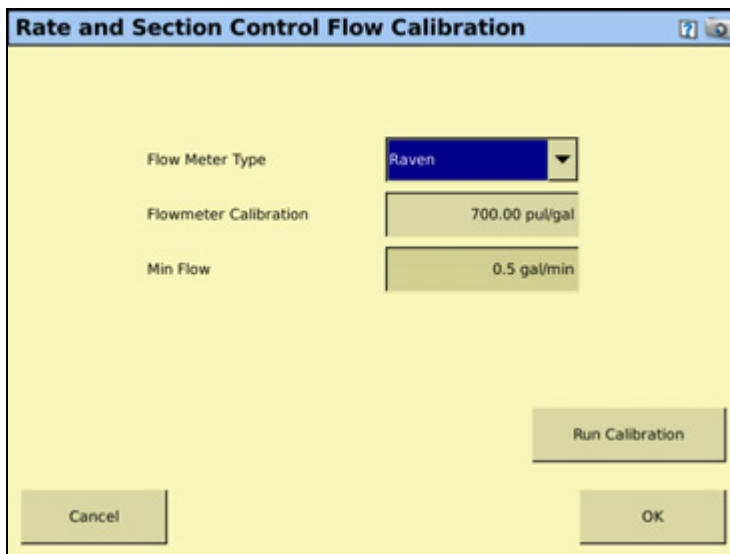 Rate and Section Control Flow Calibration ?
Flow Meter Type Raven
Flowmeter Calibration 700.00 pul/gal
Min Flow 0.5 gal/min
Run Calibration
Cancel OK